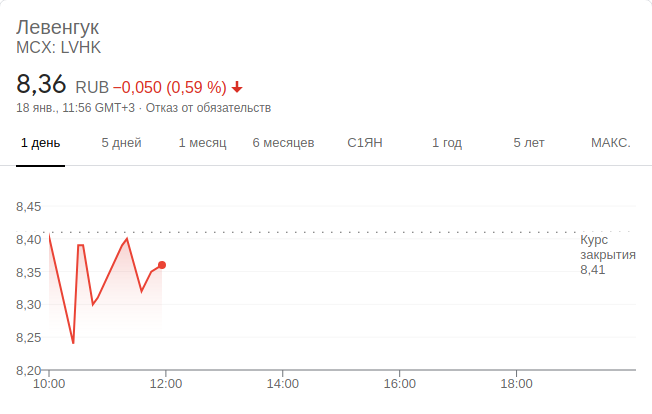 Левенгук
MCX: LVHK
8,36 RUB −0,050 (0,59 %)
18 янв., 11:56 GMT+3 · Отказ от обязательств
1 день 5 дней 1 месяц 6 месяцев С1ЯН 1 год 5 лет МАКС.
8,45
8,40
8,35
8,30
8,25
8,20
Курс
закрытия
8,41
10:00 12:00 14:00 16:00 18:00